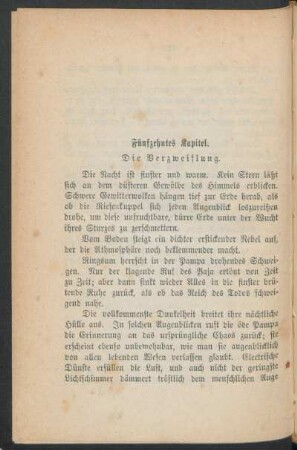 Fünfzehntes Kapitel.
Die Verzweiflung.
Die Nacht ist finster und warm. Kein Stern läßt
sich an dem düsteren Gewölbe des Himmels erblicken.
Schwere Gewitterwolken hängen tief zur Erde herab, als
ob die Riesenkuppel sich jeden Augenblick loszureißen
drohe, um diese unfruchtbare, dürre Erde unter der Wucht
ihres Sturzes zu zerschmettern.
Vom Boden steigt ein dichter erstickender Nebel auf,
der die Athmosphäre noch beklemmender macht.
Ringsum herrscht in der Pampa drohendes Schwei-
gen. Nur der klagende Ruf des Gaza ertönt von Zeit
zu Zeit; aber dann sinkt wieder Alles in die finster drü-
ckende Ruhe zurück, als ob das Reich des Todes schwei-
gend nahe.
Die vollkommenste Dunkelheit breitet ihre nächtliche
Hülle aus. In solchen Augenblicken ruft die öde Pampa
die Erinnerung an das ursprüngliche Chaos zurück; sie
erscheint ebenso unbewohnbar, wie man sie augenblicklich
von allen lebenden Wesen verlassen glaubt. Electrische
Dünste erfüllen die Luft, und auch nicht der geringste
Lichtschimmer dämmert tröstlich dem menschlichen Auge